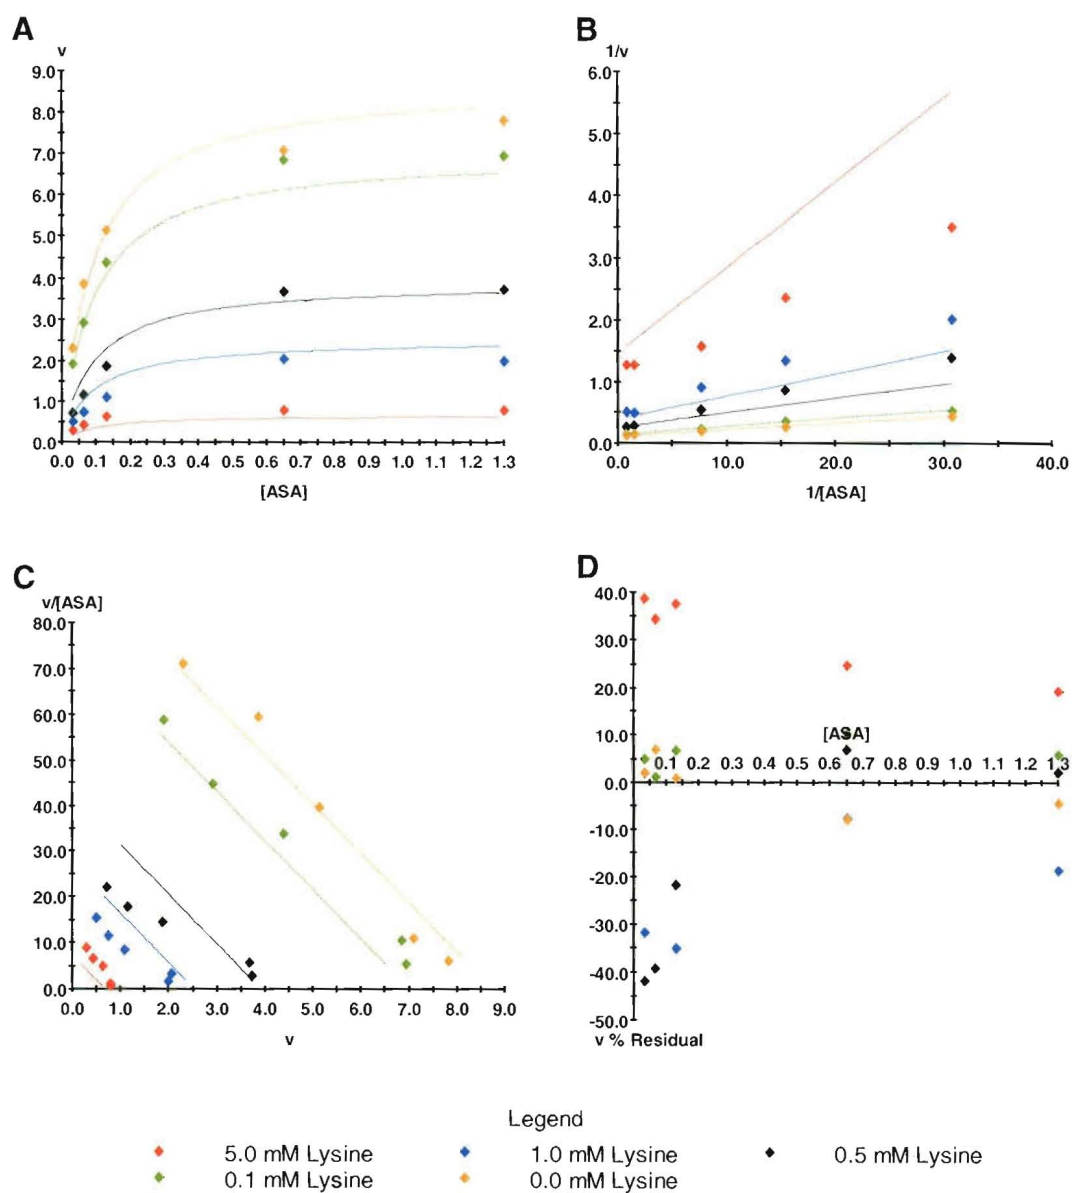 A
v
9.0
8.0
7.0
6.0
5.0
4.0
3.0
2.0
1.0
0.0
0.0 0.1 0.2 0.3 0.4 0.5 0.6 0.7 0.8 0.9 1.0 1.1 1.2 1.3
[ASA]
B
1/v
6.0
5.0
4.0
3.0
2.0
1.0
0.0
0.0 10.0 20.0 30.0 40.0
1/[ASA]
C
v/[ASA]
80.0
70.0
60.0
50.0
40.0
30.0
20.0
10.0
0.0
0.0 1.0 2.0 3.0 4.0 5.0 6.0 7.0 8.0 9.0
v
D
40.0
30.0
20.0
10.0
[ASA]
0.1 0.2 0.3 0.4 0.5 0.6 0.7 0.8 0.9 1.0 1.1 1.2 1.3
0.0
-10.0
-20.0
-30.0
-40.0
-50.0
v % Residual
Legend
5.0 mM Lysine 1.0 mM Lysine 0.5 mM Lysine
0.1 mM Lysine 0.0 mM Lysine